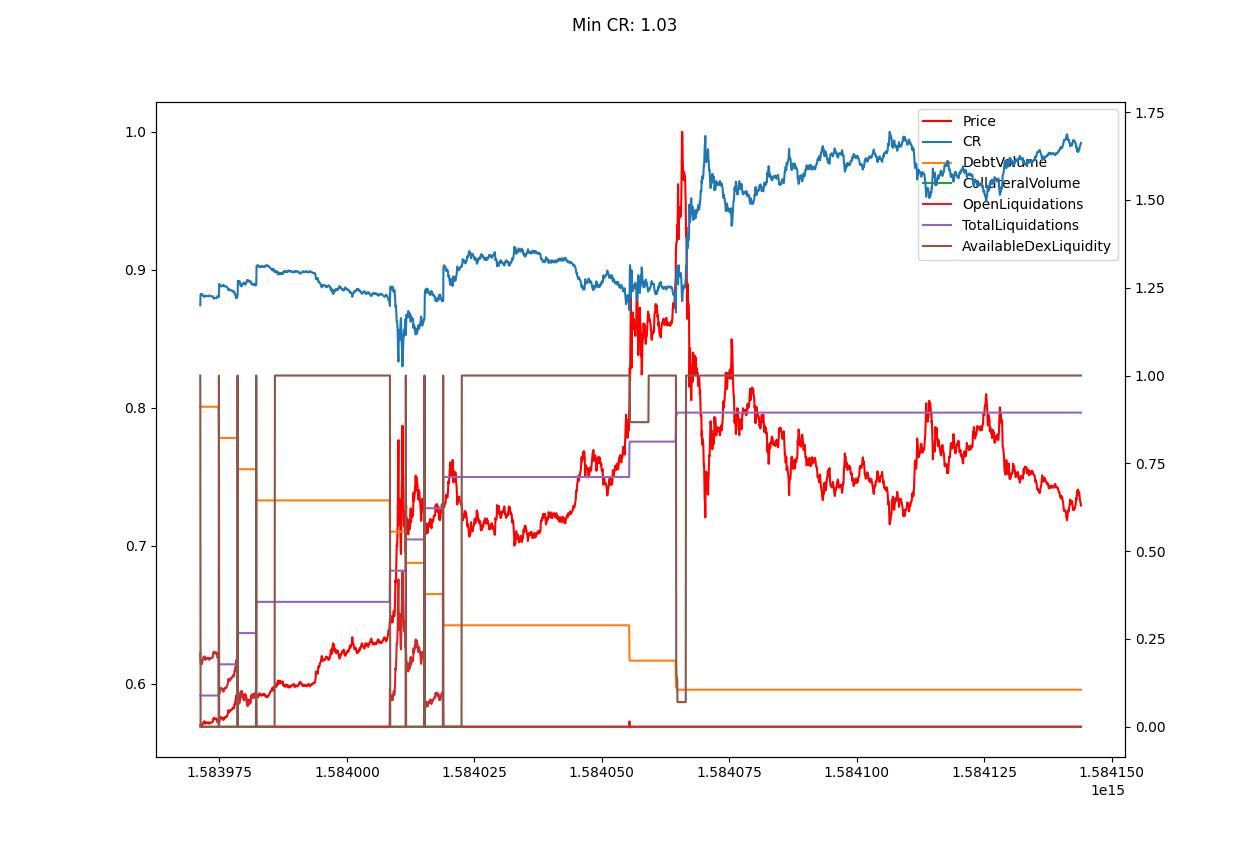 Min CR: 1.03
1.0
0.9
0.8
0.7
0.6
1.75
1.50
1.25
1.00
0.75
0.50
0.25
0.00
Price
CR
DebtVolume
CollateralVolume
OpenLiquidations
TotalLiquidations
AvailableDexLiquidity
1.583975 1.584000 1.584025 1.584050 1.584075 1.584100 1.584125 1.584150
1e15